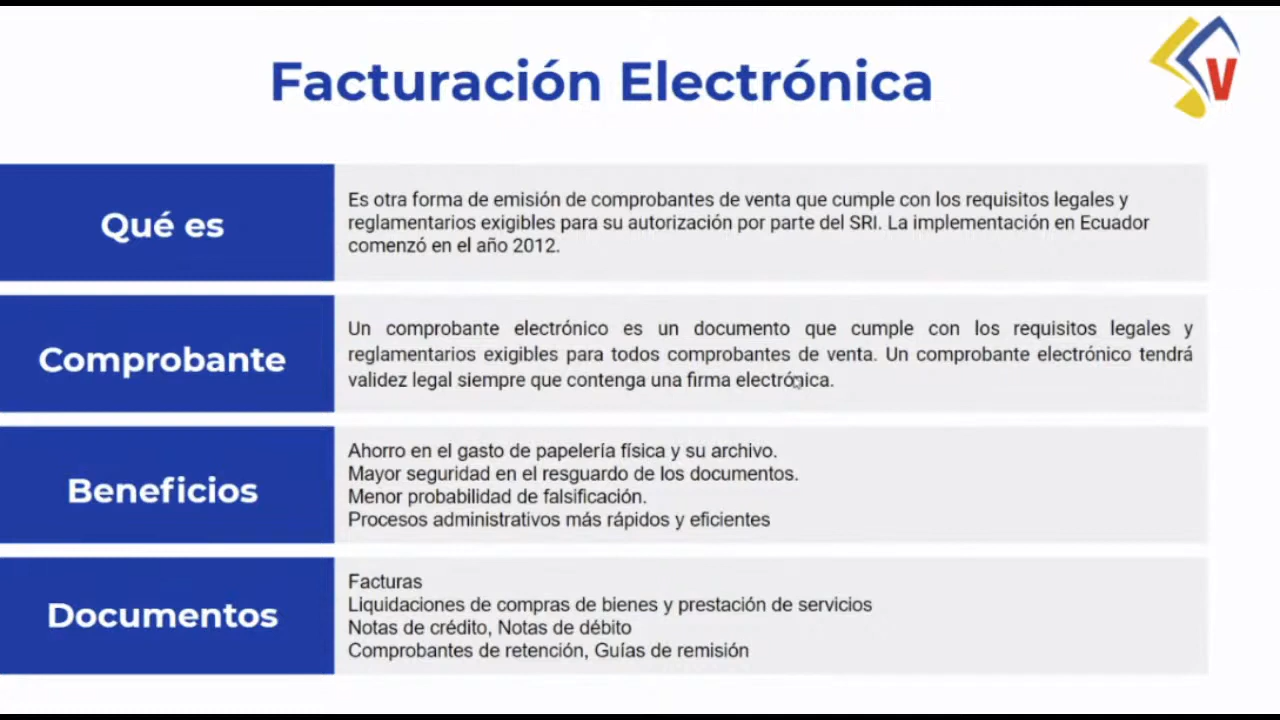 Facturación Electrónica
V
Qué es
Es otra forma de emisión de comprobantes de venta que cumple con los requisitos legales y
reglamentarios exigibles para su autorización por parte del SRI. La implementación en Ecuador
comenzó en el año 2012.
Comprobante
Un comprobante electrónico es un documento que cumple con los requisitos legales y
reglamentarios exigibles para todos comprobantes de venta. Un comprobante electrónico tendrá
validez legal siempre que contenga una firma electrónica.
Beneficios
Ahorro en el gasto de papelería física y su archivo.
Mayor seguridad en el resguardo de los documentos.
Menor probabilidad de falsificación.
Procesos administrativos más rápidos y eficientes
Documentos
Facturas
Liquidaciones de compras de bienes y prestación de servicios
Notas de crédito, Notas de débito
Comprobantes de retención, Guías de remisión